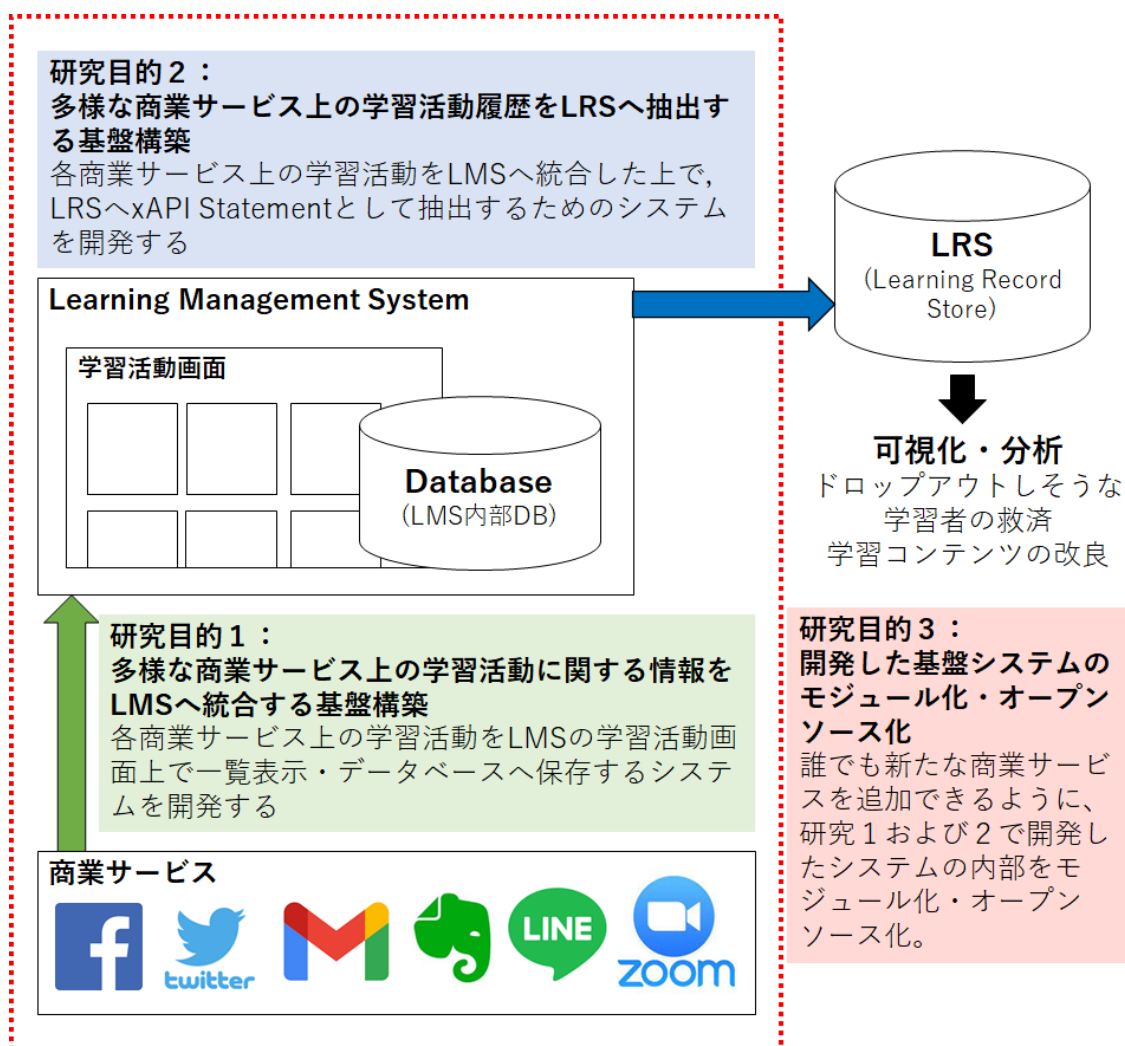 研究目的２：
多様な商業サービス上の学習活動履歴をLRSへ抽出す
る基盤構築
各商業サービス上の学習活動をLMSへ統合した上で,
LRSへxAPI Statementとして抽出するためのシステム
を開発する
Learning Management System
学習活動画面
Database
(LMS内部DB)
LRS
(Learning Record
Store)
可視化・分析
ドロップアウトしそうな
学習者の救済
学習コンテンツの改良
研究目的１：
多様な商業サービス上の学習活動に関する情報を
LMSへ統合する基盤構築
各商業サービス上の学習活動をLMSの学習活動画
面上で一覧表示・データベースへ保存するシステ
ムを開発する
研究目的３：
開発した基盤システムの
モジュール化・オープン
ソース化
誰でも新たな商業サービ
スを追加できるように、
研究１および２で開発し
たシステムの内部をモ
ジュール化・オープン
ソース化。
商業サービス
f
twitter
LINE
zoom